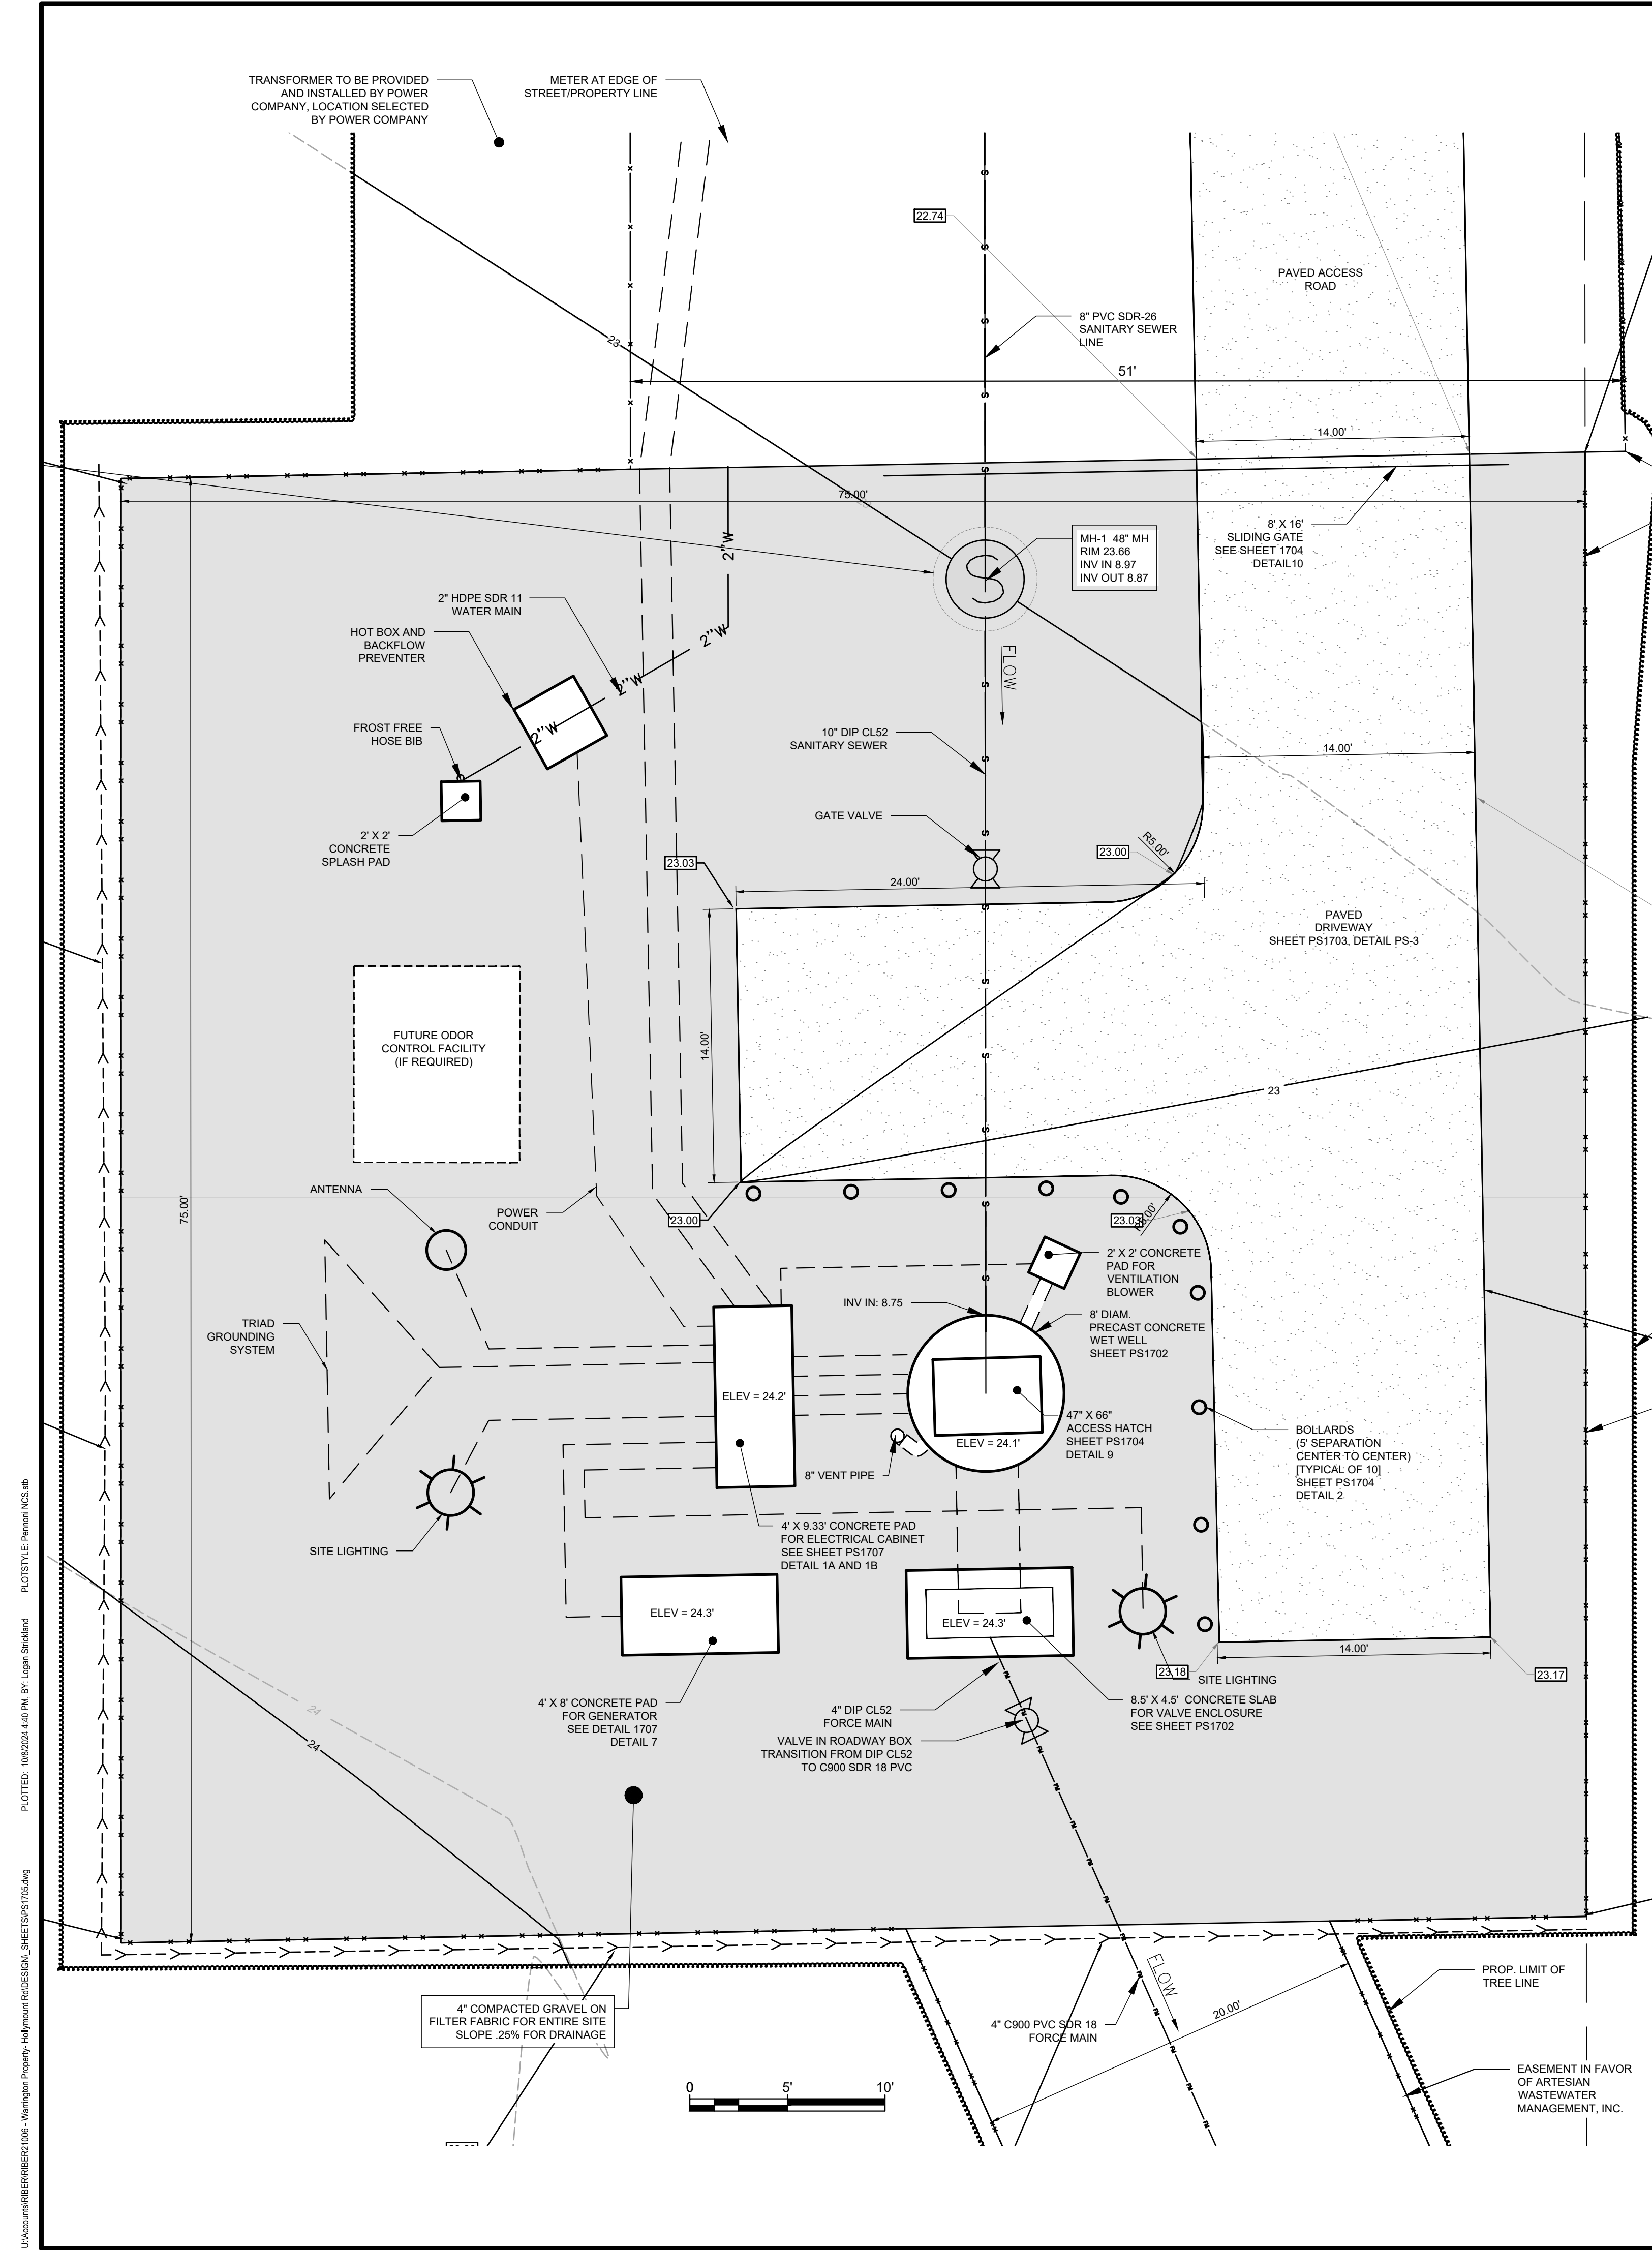 TRANSFORMER TO BE PROVIDED
AND INSTALLED BY POWER
COMPANY, LOCATION SELECTED
BY POWER COMPANY
METER AT EDGE OF
STREET/PROPERTY LINE
22.74
PAVED ACCESS
ROAD
8" PVC SDR-26
SANITARY SEWER
LINE
23
51'
14.00'
75.00'
8' X 16'
SLIDING GATE
SEE SHEET 1704
DETAIL10
MH-1 48" MH
RIM 23.66
INV IN 8.97
INV OUT 8.87
S
2"W
2"W
2"W
2"W
2" HDPE SDR 11
WATER MAIN
HOT BOX AND
BACKFLOW
PREVENTER
FLOW
FROST FREE
HOSE BIB
10" DIP CL52
SANITARY SEWER
14.00'
2' X 2'
CONCRETE
SPLASH PAD
GATE VALVE
R5.00'
23.00
23.03
24.00'
PAVED
DRIVEWAY
SHEET PS1703, DETAIL PS-3
FUTURE ODOR
CONTROL FACILITY
(IF REQUIRED)
14.00'
23
ANTENNA
75.00'
POWER
CONDUIT
23.00
23.03
R5.00'
2' X 2' CONCRETE
PAD FOR
VENTILATION
BLOWER
INV IN: 8.75
8' DIAM.
PRECAST CONCRETE
WET WELL
SHEET PS1702
TRIAD
GROUNDING
SYSTEM
ELEV = 24.2'
47" X 66"
ACCESS HATCH
SHEET PS1704
DETAIL 9
ELEV = 24.1'
BOLLARDS
(5' SEPARATION
CENTER TO CENTER)
[TYPICAL OF 10]
SHEET PS1704
DETAIL 2
8" VENT PIPE
SITE LIGHTING
4' X 9.33' CONCRETE PAD
FOR ELECTRICAL CABINET
SEE SHEET PS1707
DETAIL 1A AND 1B
ELEV = 24.3'
ELEV = 24.3'
14.00'
23.18
SITE LIGHTING
23.17
4' X 8' CONCRETE PAD
FOR GENERATOR
SEE DETAIL 1707
DETAIL 7
4" DIP CL52
FORCE MAIN
8.5' X 4.5' CONCRETE SLAB
FOR VALVE ENCLOSURE
SEE SHEET PS1702
VALVE IN ROADWAY BOX
TRANSITION FROM DIP CL52
TO C900 SDR 18 PVC
24
24
FLOW
PROP. LIMIT OF
TREE LINE
4" COMPACTED GRAVEL ON
FILTER FABRIC FOR ENTIRE SITE
SLOPE .25% FOR DRAINAGE
4" C900 PVC SDR 18
FORCE MAIN
20.00'
EASEMENT IN FAVOR
OF ARTESIAN
WASTEWATER
MANAGEMENT, INC.
0 5' 10'
U:\Accounts\RIBER\RIBER21006 - Warrington Property- Hollymount Rd\DESIGN\_SHEETS\PS1705.dwg
PLOTTED: 10/8/2024 4:40 PM, BY: Logan Strickland PLOTSTYLE: Pennoni NCS.stb